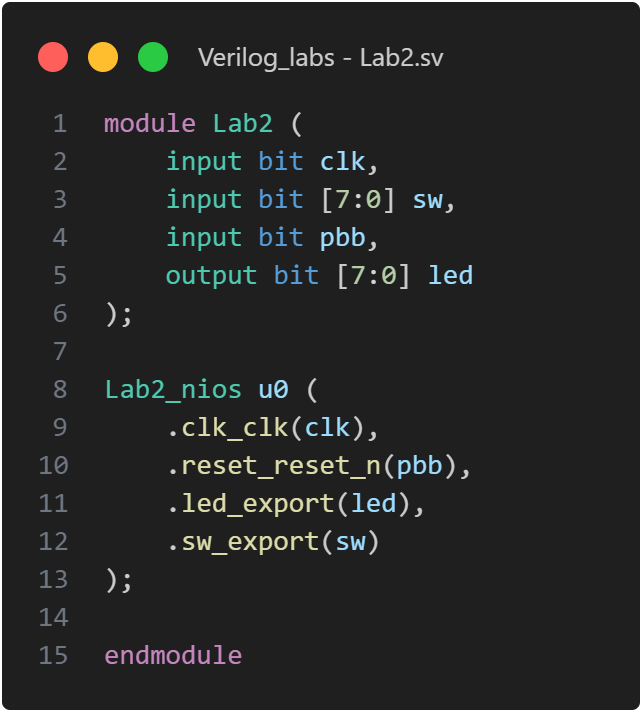 Verilog_labs - Lab2.sv
1 module Lab2 (
2     input bit clk,
3     input bit [7:0] sw,
4     input bit pbb,
5     output bit [7:0] led
6 );
7
8 Lab2_nios u0 (
9     .clk_clk(clk),
10     .reset_reset_n(pbb),
11     .led_export(led),
12     .sw_export(sw)
13 );
14
15 endmodule